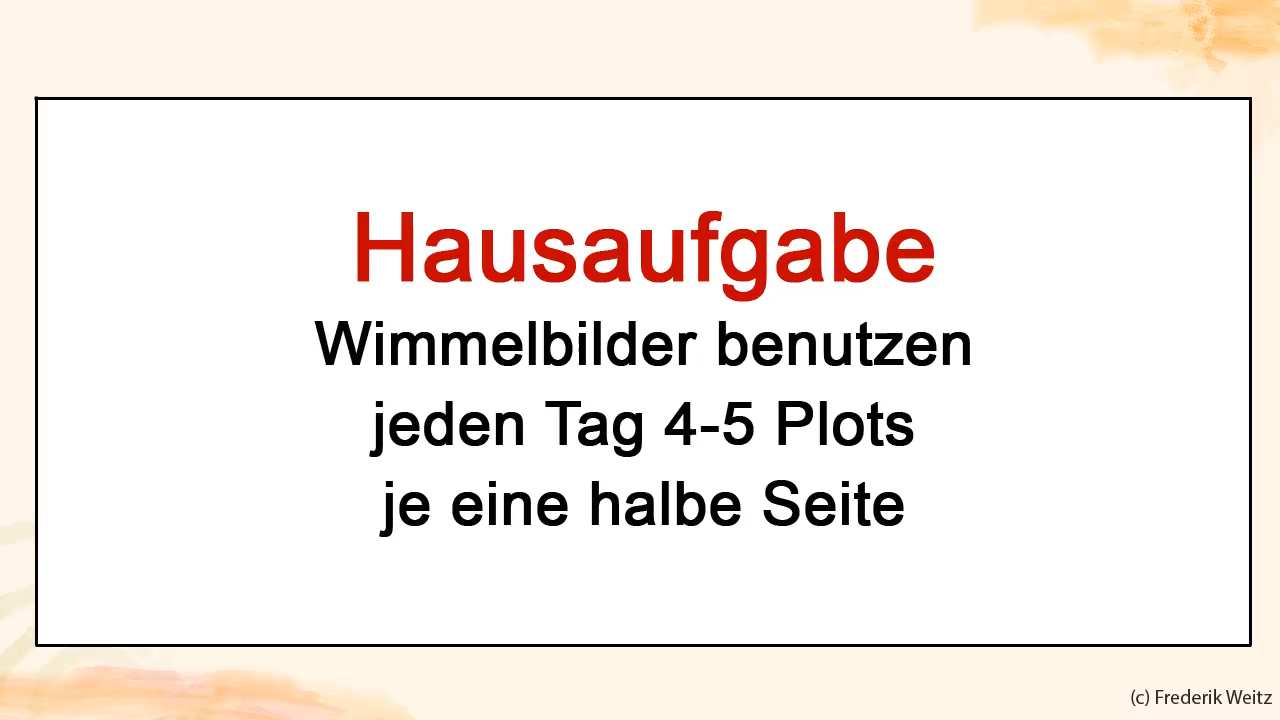 Hausaufgabe
Wimmelbilder benutzen
jeden Tag 4-5 Plots
je eine halbe Seite
(c) Frederik Weitz